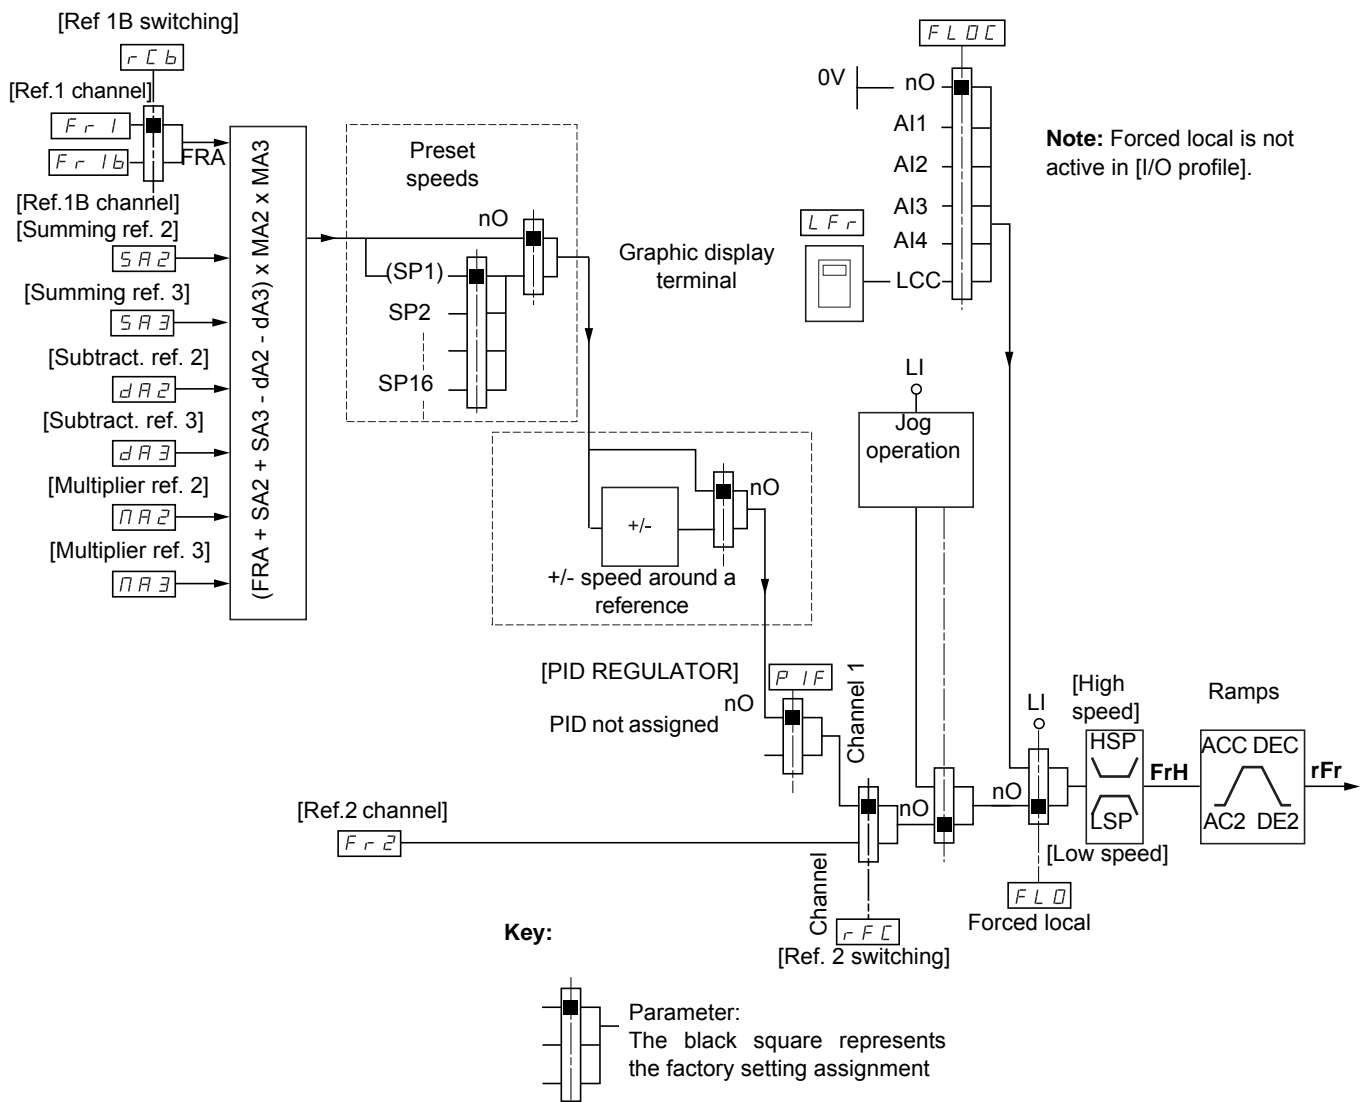 [Ref 1B switching]
rCb
[Ref.1 channel]
Fr1
Fr1b
FRA
[Ref.1B channel]
[Summing ref. 2]
SA2
[Summing ref. 3]
SA3
[Subtract. ref. 2]
dA2
[Subtract. ref. 3]
dA3
[Multiplier ref. 2]
MA2
[Multiplier ref. 3]
MA3
(FRA + SA2 + SA3 - dA2 - dA3) x MA2 x MA3
Preset
speeds
nO
(SP1)
SP2
SP16
+/-
nO
+/- speed around a
reference
FLOC
0V
nO
AI1
AI2
AI3
AI4
LCC
LFr
Graphic display
terminal
Note: Forced local is not
active in [I/O profile].
LI
Jog
operation
[PID REGULATOR]
PIF
nO
PID not assigned
Channel 1
[Ref.2 channel]
Fr2
Channel
rFC
[Ref. 2 switching]
nO
nO
LI
FLO
Forced local
[High
speed]
HSP
LSP
[Low speed]
FrH
Ramps
ACC DEC
AC2 DE2
rFr
Key:
Parameter:
The black square represents
the factory setting assignment